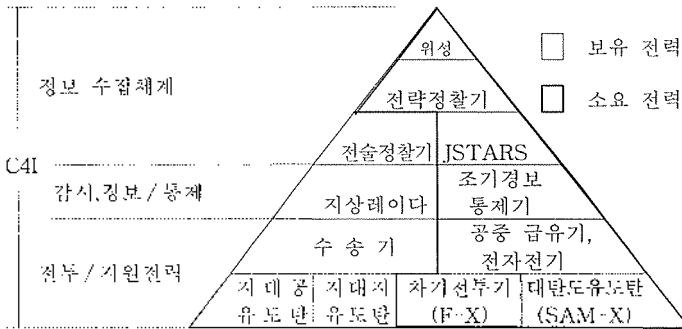 위성
보유 전력
정보 수집체계
전략정찰기
소요 전력
전술정찰기 JSTARS
C4I
감시,경보/통제
지상레이다
조기경보
통제기
수 송 기
공중 급유기,
전자전기
전투/지원전력
지 대 공
유 도 탄
지 대 지
유 도 탄
차기전투기
(F-X)
대탄도유도탄
(SAM-X)